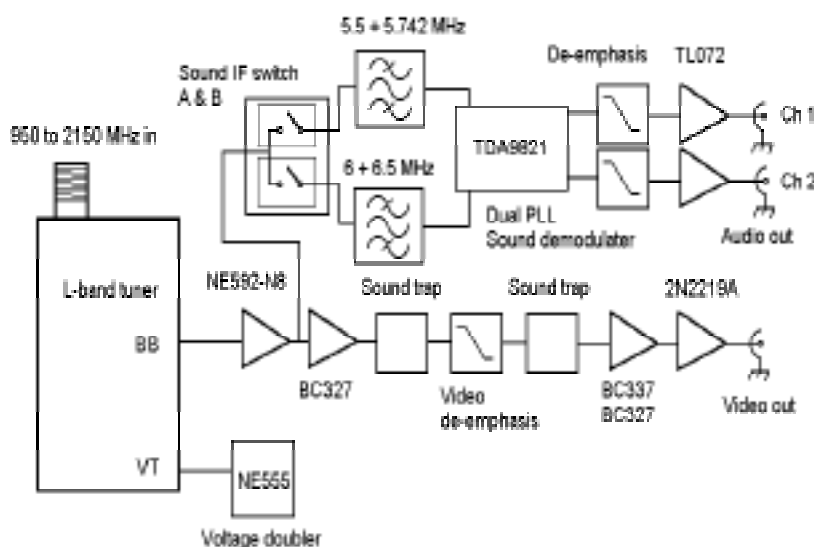 5.5 + 5.742 MHz
Sound IF switch
A & B
De-emphasis
TL072
950 to 2150 MHz in
TDA9821
Ch 1
6 + 6.5 MHz
Ch 2
Dual PLL
Sound demodulater
Audio out
L-band tuner
NE592-N8
Sound trap
Sound trap
2N2219A
BB
BC327
Video
de-emphasis
BC337
BC327
Video out
VT
NE555
Voltage doubler